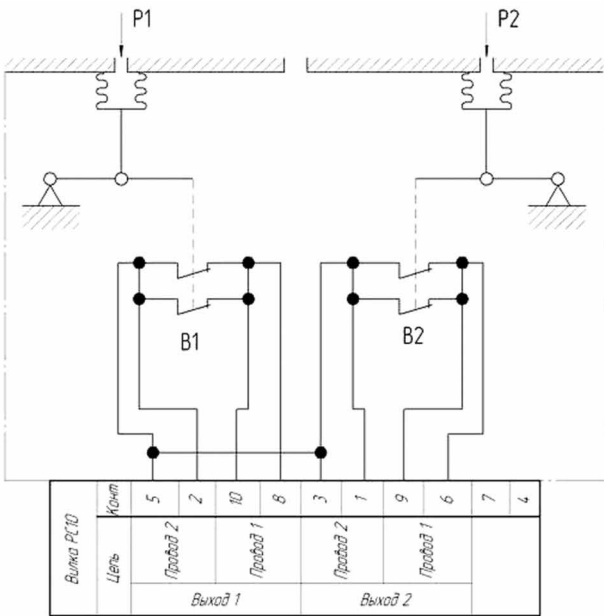 P1 P2
B1 B2
Вилка РС10
Конт 5 2 10 8 3 1 9 6 7 4
Цепь Провод 2 Провод 1 Провод 2 Провод 1
Выход 1 Выход 2